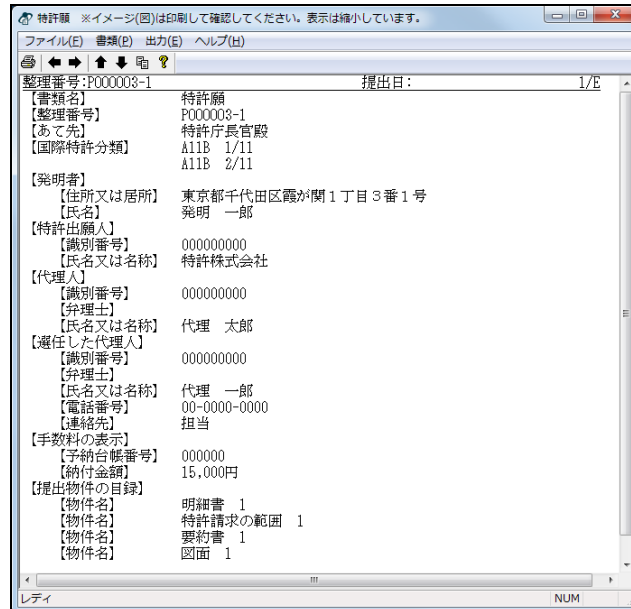 特許願 ※イメージ(図)は印刷して確認してください。表示は縮小しています。
ファイル(F) 書類(P) 出力(E) ヘルプ(H)
整理番号:P000003-1 提出日: 1/E
【書類名】 特許願
【整理番号】 P000003-1
【あて先】 特許庁長官殿
【国際特許分類】 A11B 1/11
A11B 2/11
【発明者】
【住所又は居所】 東京都千代田区霞が関1丁目3番1号
【氏名】 発明 一郎
【特許出願人】
【識別番号】 000000000
【氏名又は名称】 特許株式会社
【代理人】
【識別番号】 000000000
【弁理士】
【氏名又は名称】 代理 太郎
【選任した代理人】
【識別番号】 000000000
【弁理士】
【氏名又は名称】 代理 一郎
【電話番号】 00-0000-0000
【連絡先】 担当
【手数料の表示】
【予納台帳番号】 000000
【納付金額】 15,000円
【提出物件の目録】
【物件名】 明細書 1
【物件名】 特許請求の範囲 1
【物件名】 要約書 1
【物件名】 図面 1
レディ NUM